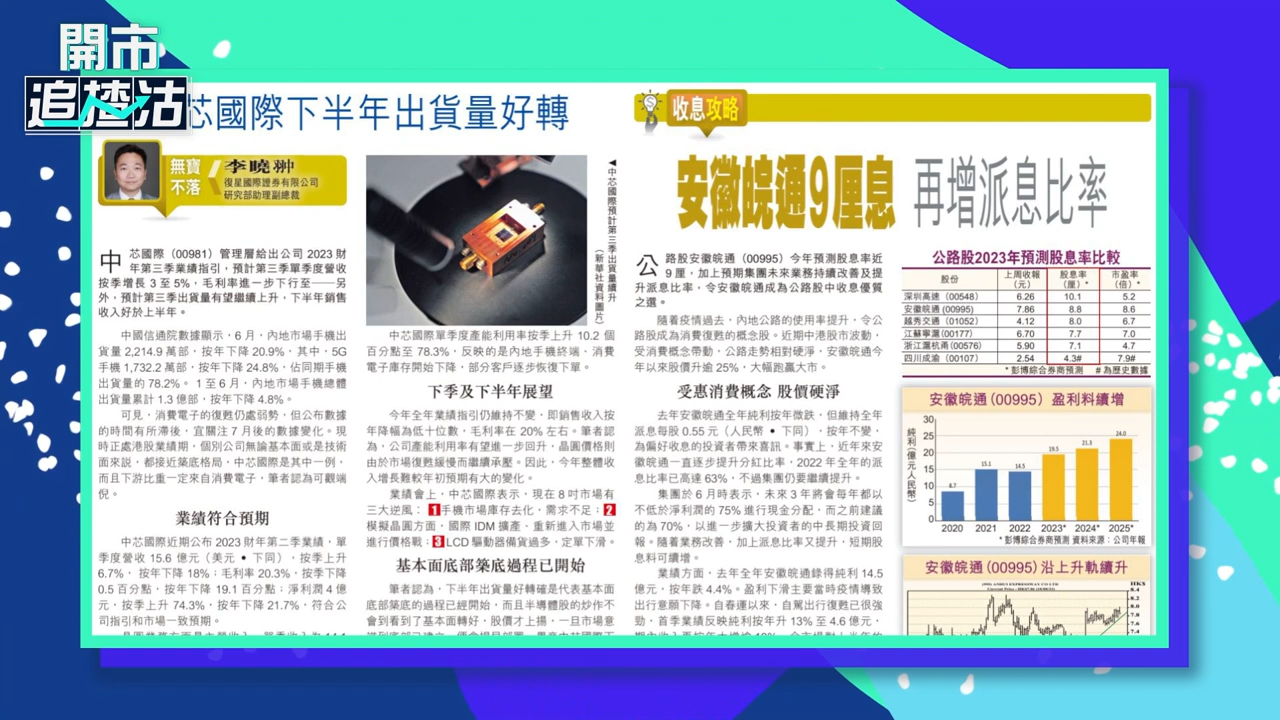 開市
追揸沽
芯國際下半年出貨量好轉
無寶
不落
李曉翀
復星國際證券有限公司
研究部助理副總裁
中芯國際（00981）管理層給出公司 2023 財
年第三季業績指引，預計第三季單季度營收
按季增長 3 至 5%，毛利率進一步下行至——另
外，預計第三季出貨量有望繼續上升，下半年銷售
收入好於上半年。
中國信通院數據顯示，6 月，內地市場手機出
貨量 2,214.9 萬部，按年下降 20.9%，其中，5G
手機 1,732.2 萬部，按年下降 24.8%，佔同期手機
出貨量的 78.2%。 1 至 6 月，內地市場手機總體
出貨量累計 1.3 億部，按年下降 4.8%。
可見，消費電子的復甦仍處弱勢，但公布數據
的時間有所滯後，宜關注 7 月後的數據變化。現
時正處港股業績期，個別公司無論基本面或是技術
面來說，都接近築底格局，中芯國際是其中一例，
而且下游比重一定來自消費電子，筆者認為可觀端
倪。
業績符合預期
中芯國際近期公布 2023 財年第二季業績，單
季度營收 15.6 億元（美元 • 下同），按季上升
6.7%， 按年下降 18%；毛利率 20.3%，按季下降
0.5 百分點，按年下降 19.1 百分點；淨利潤 4 億
元，按季上升 74.3%，按年下降 21.7%，符合公
司指引和市場一致預期。
◀中芯國際預計第三季出貨量續升
（新華社資料圖片）
中芯國際單季度產能利用率按季上升 10.2 個
百分點至 78.3%，反映的是內地手機終端、消費
電子庫存開始下降，部分客戶逐步恢復下單。
下季及下半年展望
今年全年業績指引仍維持不變，即銷售收入按
年降幅為低十位數，毛利率在 20% 左右。筆者認
為，公司產能利用率有望進一步回升，晶圓價格則
由於市場復甦緩慢而繼續承壓。因此，今年整體收
入增長難較年初預期有大的變化。
業績會上，中芯國際表示，現在 8 吋市場有
三大逆風：1手機市場庫存去化，需求不足；2
模擬晶圓方面，國際 IDM 擴產、重新進入市場並
進行價格戰；3LCD 驅動器備貨過多，定單下滑。
基本面底部築底過程已開始
筆者認為，下半年出貨量好轉確是代表基本面
底部築底的過程已經開始，而且半導體股的炒作不
會到看到了基本面轉好，股價才上揚，一旦市場意
收息攻略
安徽皖通9厘息 再增派息比率
公路股安徽皖通（00995）今年預測股息率近
9 厘，加上預期集團未來業務持續改善及提
升派息比率，令安徽皖通成為公路股中收息優質
之選。
隨着疫情過去，內地公路的使用率提升，令公
路股成為消費復甦的概念股。近期中港股市波動，
受消費概念帶動，公路走勢相對硬淨，安徽皖通今
年以來股價升逾 25%，大幅跑贏大市。
受惠消費概念 股價硬淨
去年安徽皖通全年純利按年微跌，但維持全年
派息每股 0.55 元（人民幣 • 下同），按年不變，
為偏好收息的投資者帶來喜訊。事實上，近年來安
徽皖通一直逐步提升分紅比率，2022 年全年的派
息比率已高達 63%，不過集團仍要繼續提升。
集團於 6 月時表示，未來 3 年將會每年都以
不低於淨利潤的 75% 進行現金分配，而之前建議
的為 70%，以進一步擴大投資者的中長期投資回
報。隨着業務改善，加上派息比率又提升，短期股
息料可續增。
業績方面，去年全年安徽皖通錄得純利 14.5
億元，按年跌 4.4%。盈利下滑主要當時疫情導致
出行意願下降。自春運以來，自駕出行復甦已很強
勁，首季業績反映純利按年升 13% 至 4.6 億元，
公路股2023年預測股息率比較
股份 上周收報（元） 股息率（厘）* 市盈率（倍）*
深圳高速（00548） 6.26 10.1 5.2
安徽皖通（00995） 7.86 8.8 8.6
越秀交通（01052） 4.12 8.0 6.7
江蘇寧滬（00177） 6.70 7.7 7.0
浙江滬杭甬（00576） 5.90 7.1 4.7
四川成渝（00107） 2.54 4.3# 7.9#
* 彭博綜合券商預測 # 為歷史數據
安徽皖通（00995）盈利料續增
純利（億元人民幣）
30
25
20
15
10
5
0
8.7 15.1 14.5 19.5 21.3 24.0
2020 2021 2022 2023* 2024* 2025*
* 彭博綜合券商預測 資料來源：公司年報
安徽皖通（00995）沿上升軌續升
HK$
8.4
8.2
8.0
7.8
7.6
7.4